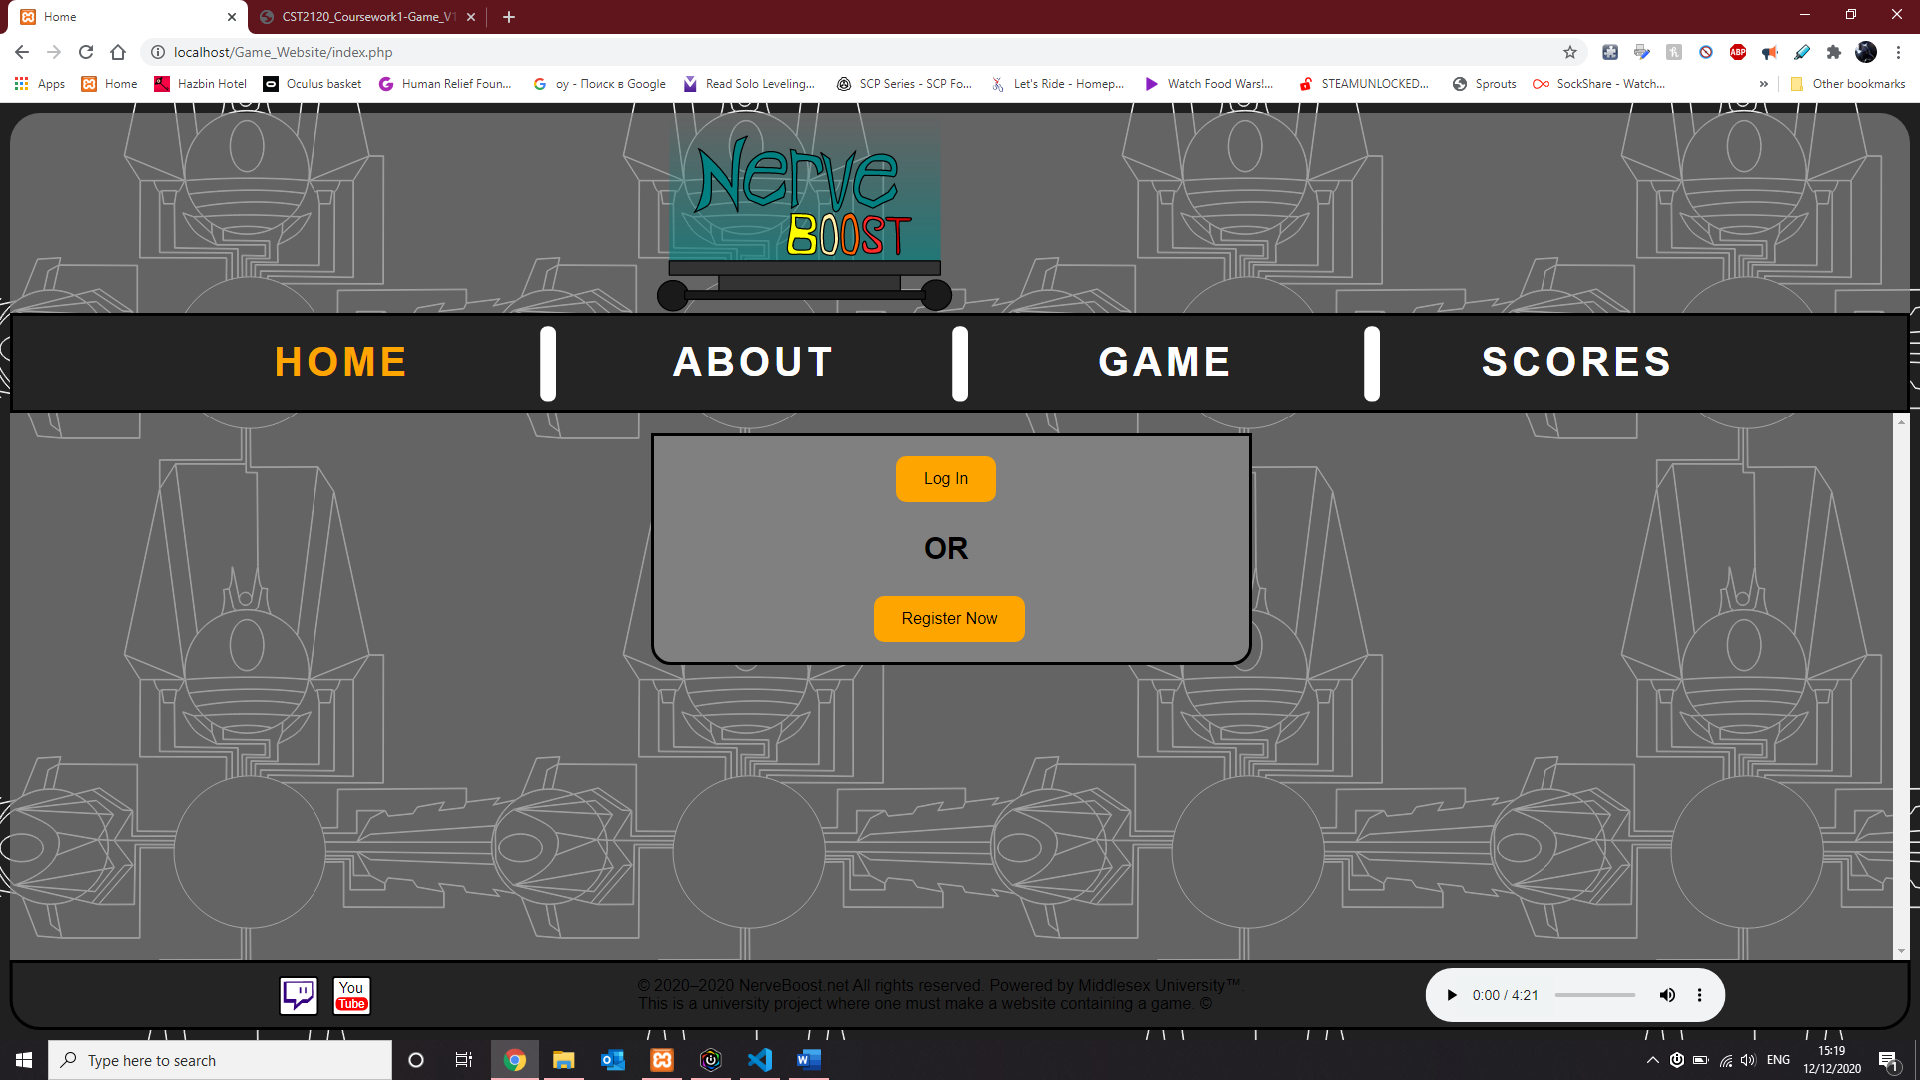 Home
CST2120_Coursework1-Game_V1
localhost/Game_Website/index.php
Apps
Home
Hazbin Hotel
Oculus basket
Human Relief Foun...
oy - Поиск в Google
Read Solo Leveling...
SCP Series - SCP Fo...
Let's Ride - Homep...
Watch Food Wars!...
STEAMUNLOCKED...
Sprouts
SockShare - Watch...
Other bookmarks
ABP
Nerve
BOOST
HOME
ABOUT
GAME
SCORES
Log In
OR
Register Now
You
Tube
© 2020–2020 NerveBoost.net All rights reserved. Powered by Middlesex University™.
This is a university project where one must make a website containing a game. ©
0:00 / 4:21
Type here to search
ENG
15:19
12/12/2020
1